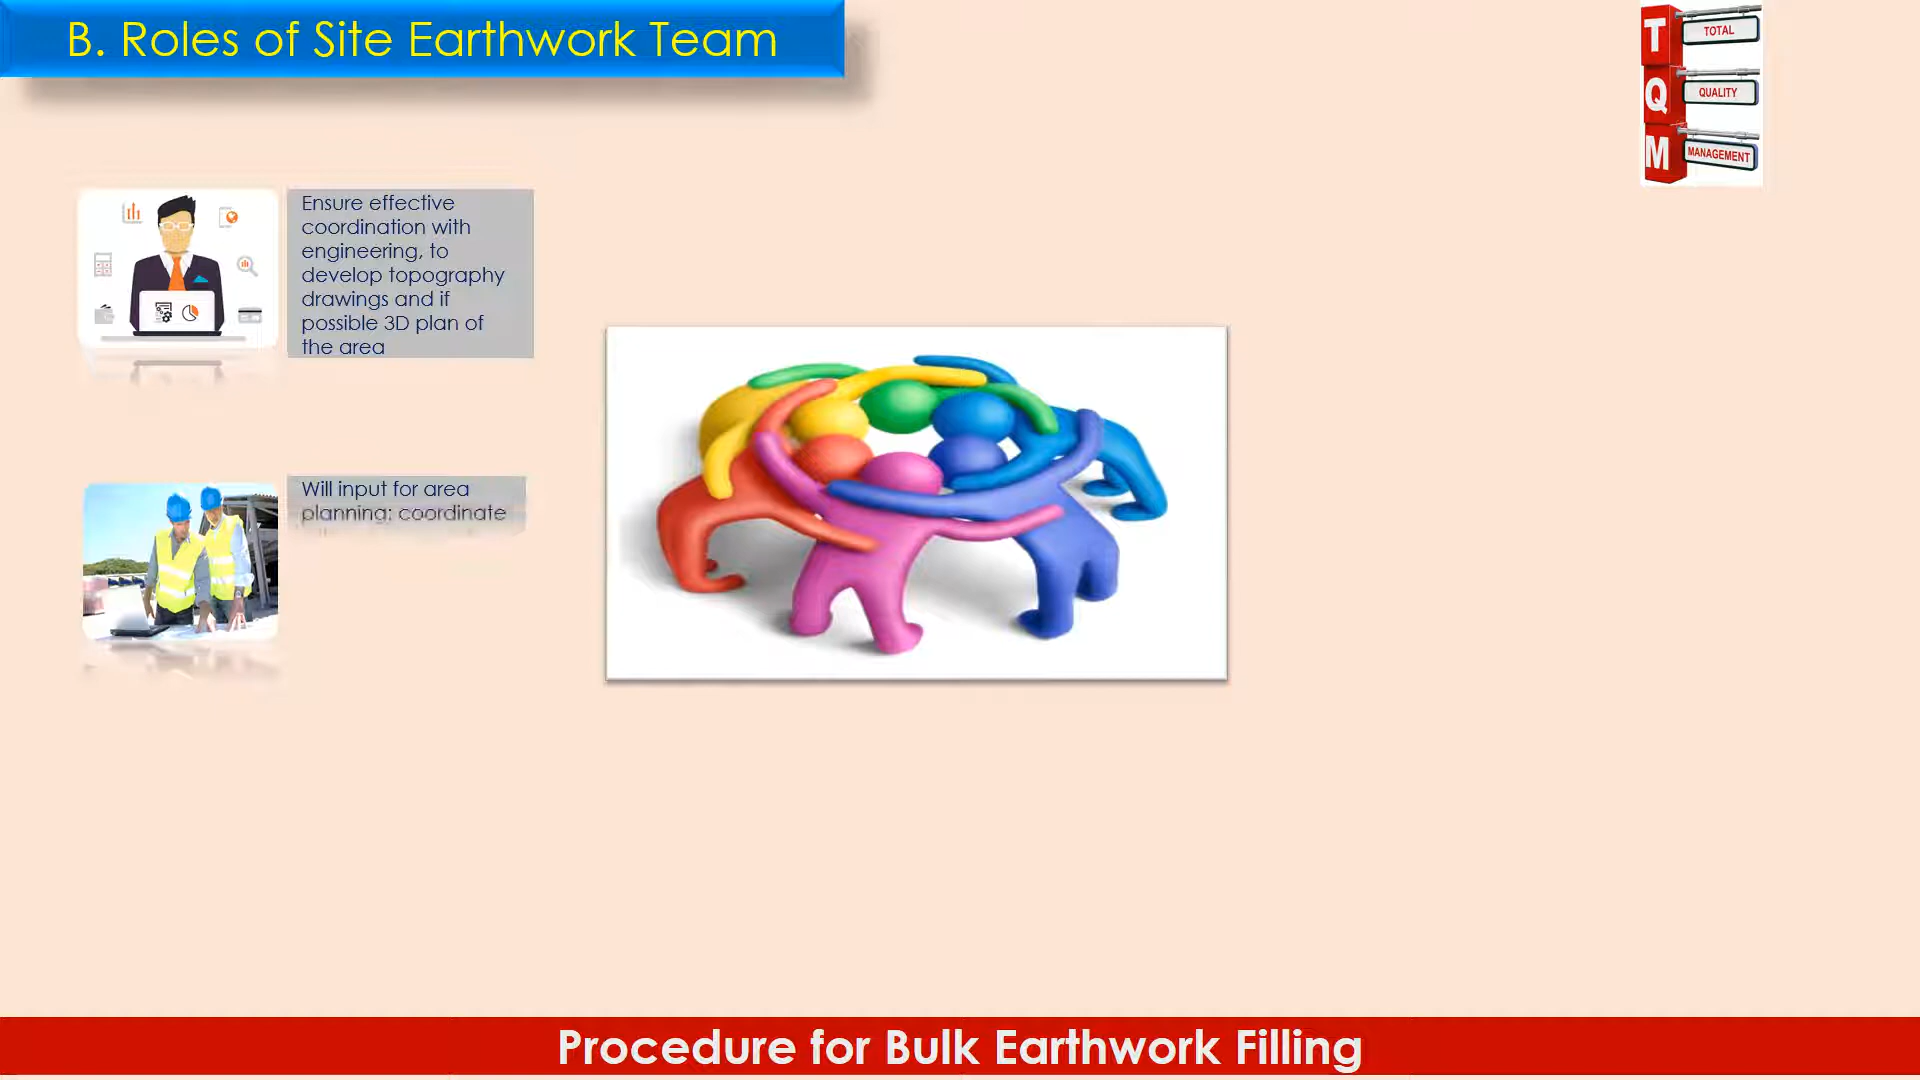 B. Roles of Site Earthwork Team
T
TOTAL
Q
QUALITY
M
MANAGEMENT
Ensure effective
coordination with
engineering, to
develop topography
drawings and if
possible 3D plan of
the area
Will input for area
planning; coordinate
Procedure for Bulk Earthwork Filling